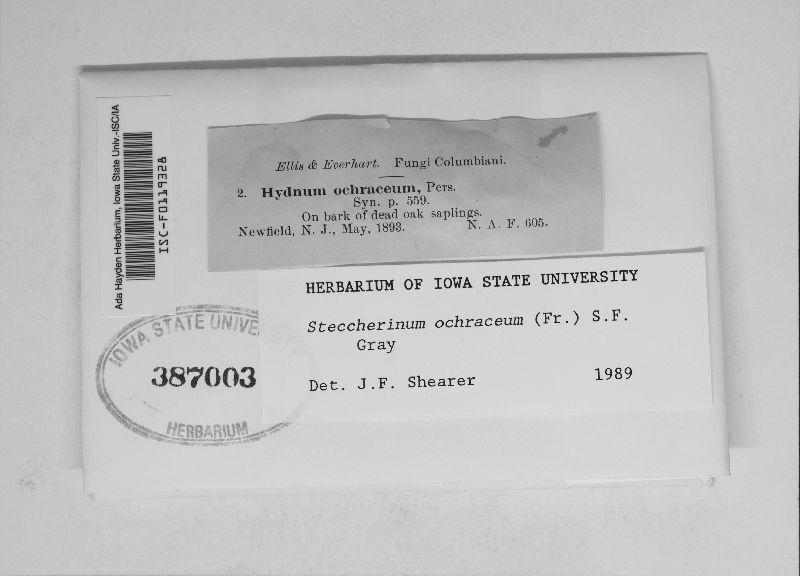 Ada Hayden Herbarium, Iowa State Univ.-ISC/IA
ISC-F0119328
Ellis & Everhart. Fungi Columbiani.
2. Hydnum ochraceum, Pers.
Syn. p. 559.
On bark of dead oak saplings.
Newfield, N. J., May, 1893. N. A. F. 605.
HERBARIUM OF IOWA STATE UNIVERSITY
Steccherinum ochraceum (Fr.) S.F.
Gray
Det. J.F. Shearer 1989
IOWA STATE UNIVE
387003
HERBARIUM